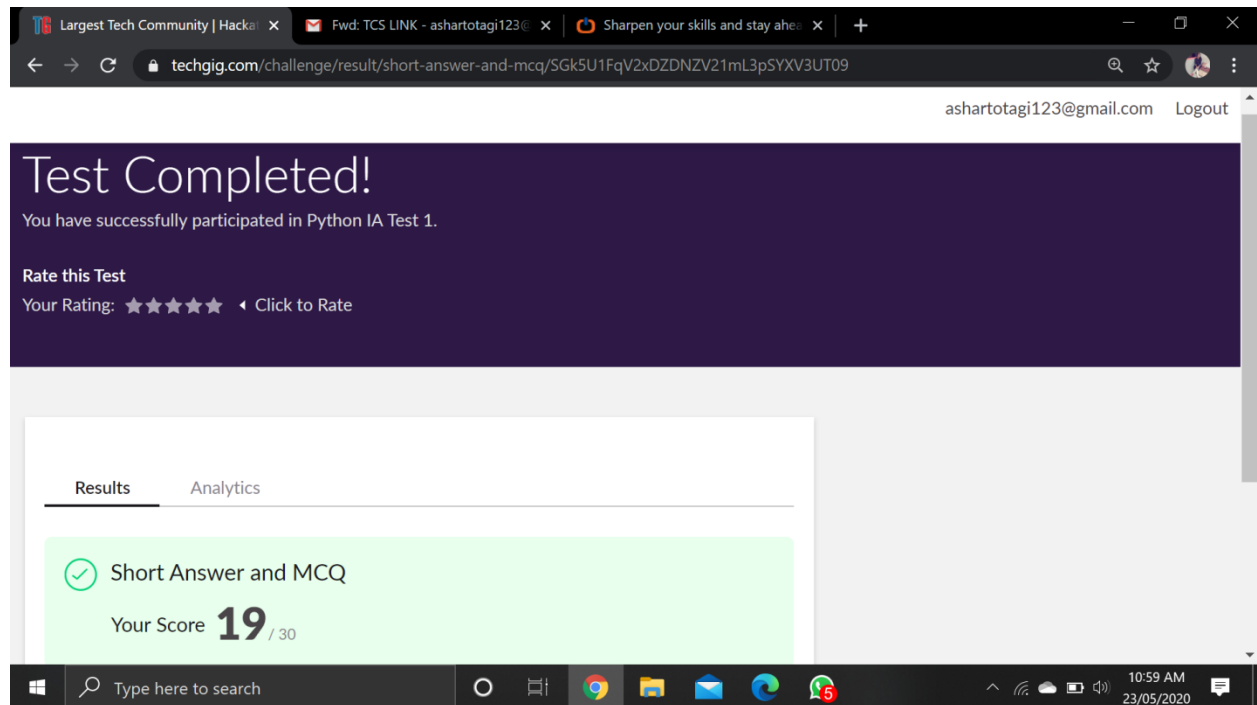 TG Largest Tech Community | Hackat
Fwd: TCS LINK - ashartotagi123@
Sharpen your skills and stay ahea
techgig.com/challenge/result/short-answer-and-mcq/SGk5U1FqV2xDZDNZV21mL3pSYXV3UT09
ashartotagi123@gmail.com Logout
Test Completed!
You have successfully participated in Python IA Test 1.
Rate this Test
Your Rating: Click to Rate
Results Analytics
Short Answer and MCQ
Your Score 19 / 30
Type here to search
5
10:59 AM
23/05/2020